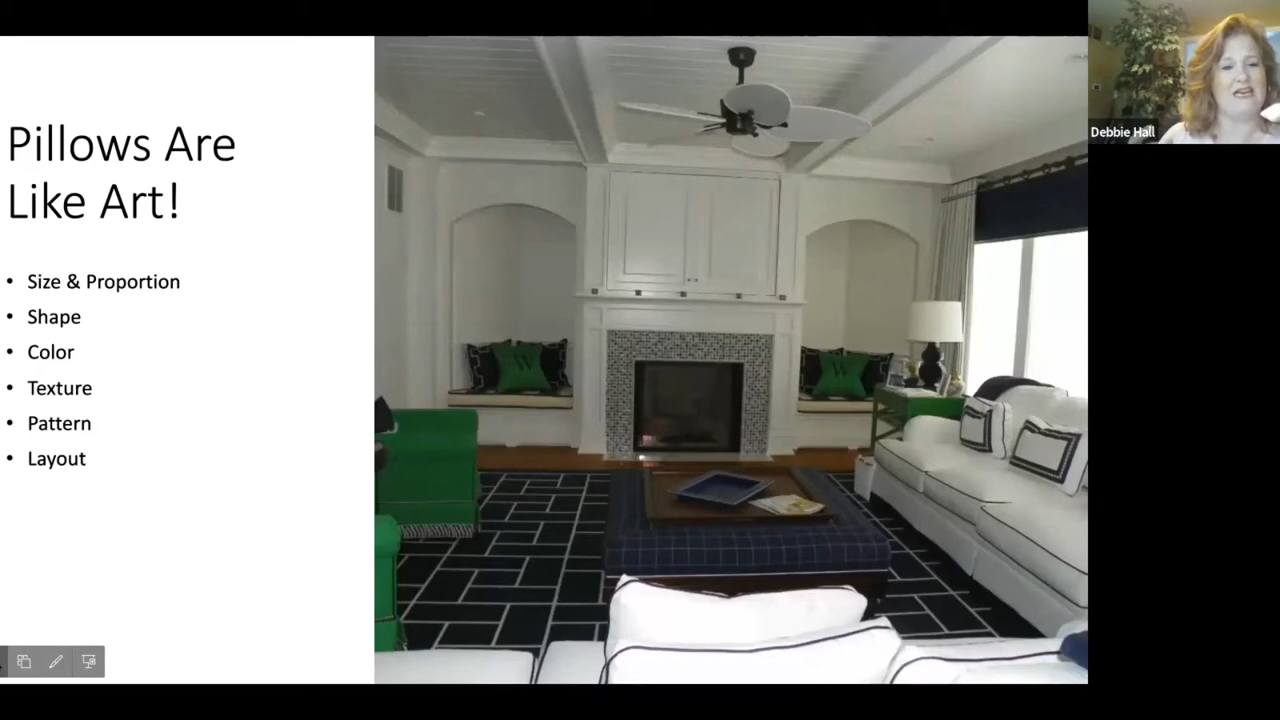 Pillows Are
Like Art!
• Size & Proportion
• Shape
• Color
• Texture
• Pattern
• Layout
W
W
Debbie Hall